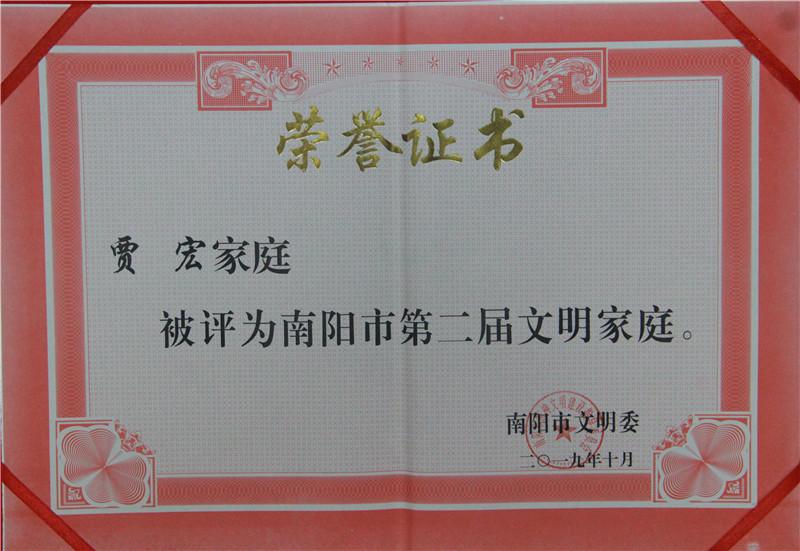 荣誉证书
贾 宏家庭
被评为南阳市第二届文明家庭。
南阳市文明委
二〇一九年十月